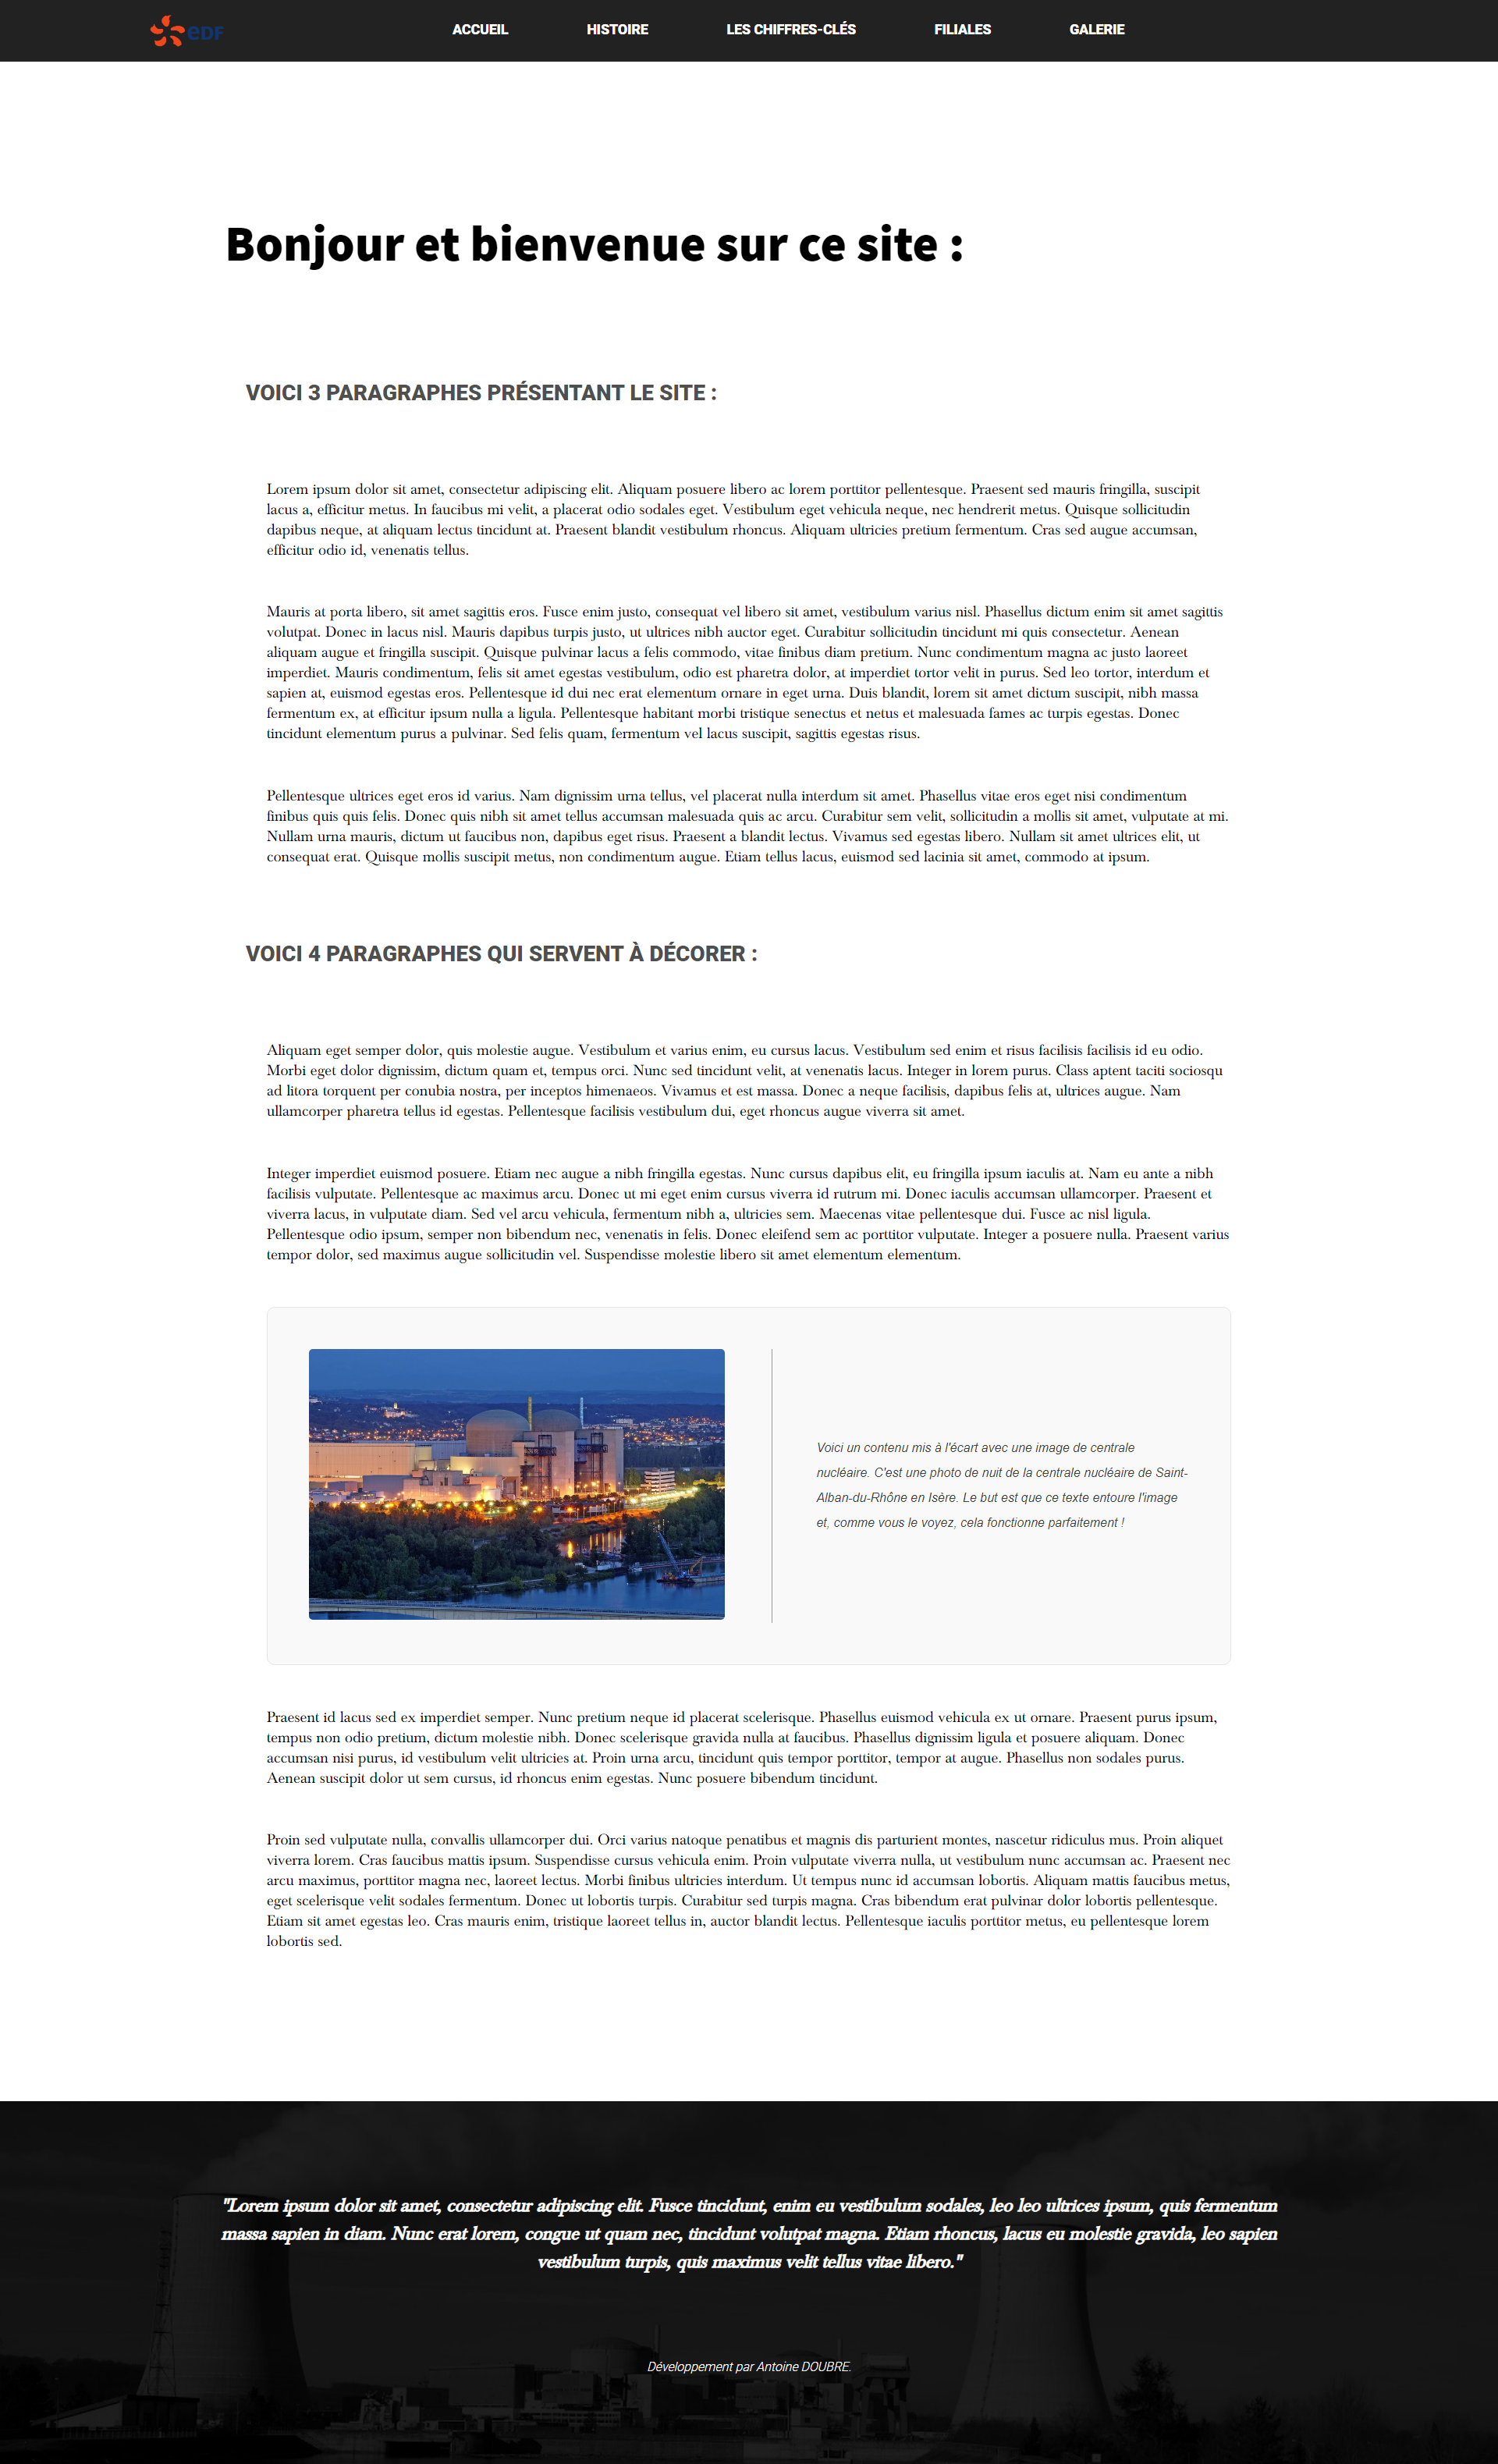 eDF
ACCUEIL
HISTOIRE
LES CHIFFRES-CLÉS
FILIALES
GALERIE
Bonjour et bienvenue sur ce site :
VOICI 3 PARAGRAPHES PRÉSENTANT LE SITE :
Lorem ipsum dolor sit amet, consectetur adipiscing elit. Aliquam posuere libero ac lorem porttitor pellentesque. Praesent sed mauris fringilla, suscipit
lacus a, efficitur metus. In faucibus mi velit, a placerat odio sodales eget. Vestibulum eget vehicula neque, nec hendrerit metus. Quisque sollicitudin
dapibus neque, at aliquam lectus tincidunt at. Praesent blandit vestibulum rhoncus. Aliquam ultricies pretium fermentum. Cras sed augue accumsan,
efficitur odio id, venenatis tellus.
Mauris at porta libero, sit amet sagittis eros. Fusce enim justo, consequat vel libero sit amet, vestibulum varius nisl. Phasellus dictum enim sit amet sagittis
volutpat. Donec in lacus nisl. Mauris dapibus turpis justo, ut ultrices nibh auctor eget. Curabitur sollicitudin tincidunt mi quis consectetur. Aenean
aliquam augue et fringilla suscipit. Quisque pulvinar lacus a felis commodo, vitae finibus diam pretium. Nunc condimentum magna ac justo laoreet
imperdiet. Mauris condimentum, felis sit amet egestas vestibulum, odio est pharetra dolor, at imperdiet tortor velit in purus. Sed leo tortor, interdum et
sapien at, euismod egestas eros. Pellentesque id dui nec erat elementum ornare in eget urna. Duis blandit, lorem sit amet dictum suscipit, nibh massa
fermentum ex, at efficitur ipsum nulla a ligula. Pellentesque habitant morbi tristique senectus et netus et malesuada fames ac turpis egestas. Donec
tincidunt elementum purus a pulvinar. Sed felis quam, fermentum vel lacus suscipit, sagittis egestas risus.
Pellentesque ultrices eget eros id varius. Nam dignissim urna tellus, vel placerat nulla interdum sit amet. Phasellus vitae eros eget nisi condimentum
finibus quis quis felis. Donec quis nibh sit amet tellus accumsan malesuada quis ac arcu. Curabitur sem velit, sollicitudin a mollis sit amet, vulputate at mi.
Nullam urna mauris, dictum ut faucibus non, dapibus eget risus. Praesent a blandit lectus. Vivamus sed egestas libero. Nullam sit amet ultrices elit, ut
consequat erat. Quisque mollis suscipit metus, non condimentum augue. Etiam tellus lacus, euismod sed lacinia sit amet, commodo at ipsum.
VOICI 4 PARAGRAPHES QUI SERVENT À DÉCORER :
Aliquam eget semper dolor, quis molestie augue. Vestibulum et varius enim, eu cursus lacus. Vestibulum sed enim et risus facilisis facilisis id eu odio.
Morbi eget dolor dignissim, dictum quam et, tempus orci. Nunc sed tincidunt velit, at venenatis lacus. Integer in lorem purus. Class aptent taciti sociosqu
ad litora torquent per conubia nostra, per inceptos himenaeos. Vivamus et est massa. Donec a neque facilisis, dapibus felis at, ultrices augue. Nam
ullamcorper pharetra tellus id egestas. Pellentesque facilisis vestibulum dui, eget rhoncus augue viverra sit amet.
Integer imperdiet euismod posuere. Etiam nec augue a nibh fringilla egestas. Nunc cursus dapibus elit, eu fringilla ipsum iaculis at. Nam eu ante a nibh
facilisis vulputate. Pellentesque ac maximus arcu. Donec ut mi eget enim cursus viverra id rutrum mi. Donec iaculis accumsan ullamcorper. Praesent et
viverra lacus, in vulputate diam. Sed vel arcu vehicula, fermentum nibh a, ultricies sem. Maecenas vitae pellentesque dui. Fusce ac nisl ligula.
Pellentesque odio ipsum, semper non bibendum nec, venenatis in felis. Donec eleifend sem ac porttitor vulputate. Integer a posuere nulla. Praesent varius
tempor dolor, sed maximus augue sollicitudin vel. Suspendisse molestie libero sit amet elementum elementum.
Voici un contenu mis à l'écart avec une image de centrale
nucléaire. C'est une photo de nuit de la centrale nucléaire de Saint-
Alban-du-Rhône en Isère. Le but est que ce texte entoure l'image
et, comme vous le voyez, cela fonctionne parfaitement !
Praesent id lacus sed ex imperdiet semper. Nunc pretium neque id placerat scelerisque. Phasellus euismod vehicula ex ut ornare. Praesent purus ipsum,
tempus non odio pretium, dictum molestie nibh. Donec scelerisque gravida nulla at faucibus. Phasellus dignissim ligula et posuere aliquam. Donec
accumsan nisi purus, id vestibulum velit ultricies at. Proin urna arcu, tincidunt quis tempor porttitor, tempor at augue. Phasellus non sodales purus.
Aenean suscipit dolor ut sem cursus, id rhoncus enim egestas. Nunc posuere bibendum tincidunt.
Proin sed vulputate nulla, convallis ullamcorper dui. Orci varius natoque penatibus et magnis dis parturient montes, nascetur ridiculus mus. Proin aliquet
viverra lorem. Cras faucibus mattis ipsum. Suspendisse cursus vehicula enim. Proin vulputate viverra nulla, ut vestibulum nunc accumsan ac. Praesent nec
arcu maximus, porttitor magna nec, laoreet lectus. Morbi finibus ultricies interdum. Ut tempus nunc id accumsan lobortis. Aliquam mattis faucibus metus,
eget scelerisque velit sodales fermentum. Donec ut lobortis turpis. Curabitur sed turpis magna. Cras bibendum erat pulvinar dolor lobortis pellentesque.
Etiam sit amet egestas leo. Cras mauris enim, tristique laoreet tellus in, auctor blandit lectus. Pellentesque iaculis porttitor metus, eu pellentesque lorem
lobortis sed.
"Lorem ipsum dolor sit amet, consectetur adipiscing elit. Fusce tincidunt, enim eu vestibulum sodales, leo leo ultrices ipsum, quis fermentum
massa sapien in diam. Nunc erat lorem, congue ut quam nec, tincidunt volutpat magna. Etiam rhoncus, lacus eu molestie gravida, leo sapien
vestibulum turpis, quis maximus velit tellus vitae libero."
Développement par Antoine DOUBRE.